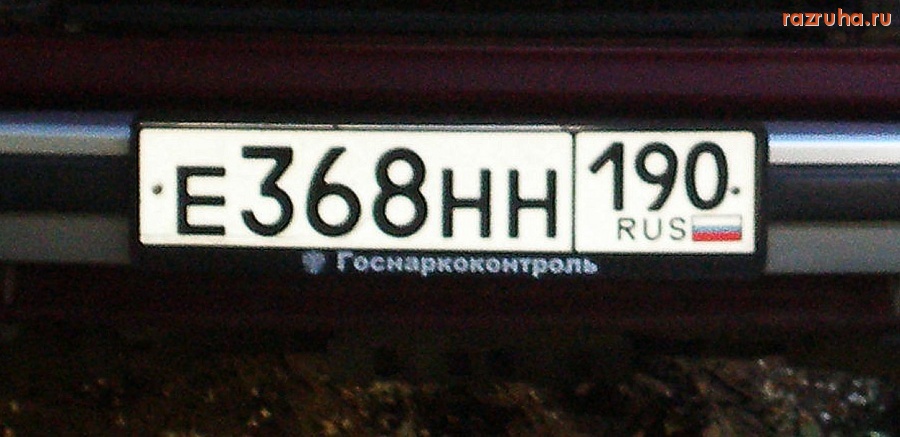 razruha.ru
Е368НН 190
RUS
Госнаркоконтроль